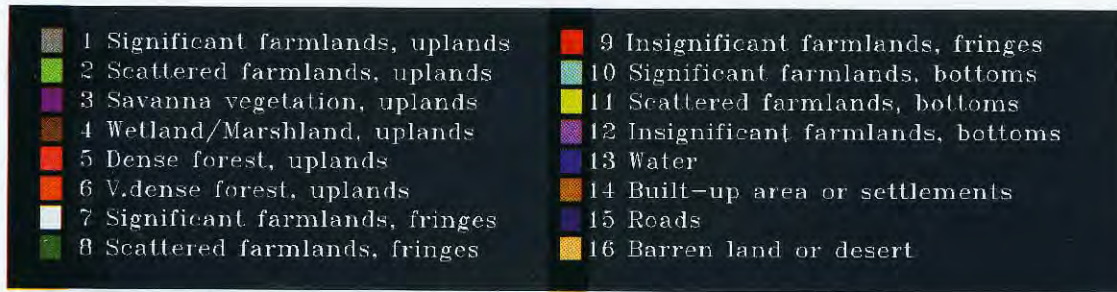 1 Significant farmlands, uplands
2 Scattered farmlands, uplands
3 Savanna vegetation, uplands
4 Wetland/Marshland, uplands
5 Dense forest, uplands
6 V.dense forest, uplands
7 Significant farmlands, fringes
8 Scattered farmlands, fringes
9 Insignificant farmlands, fringes
10 Significant farmlands, bottoms
11 Scattered farmlands, bottoms
12 Insignificant farmlands, bottoms
13 Water
14 Built-up area or settlements
15 Roads
16 Barren land or desert